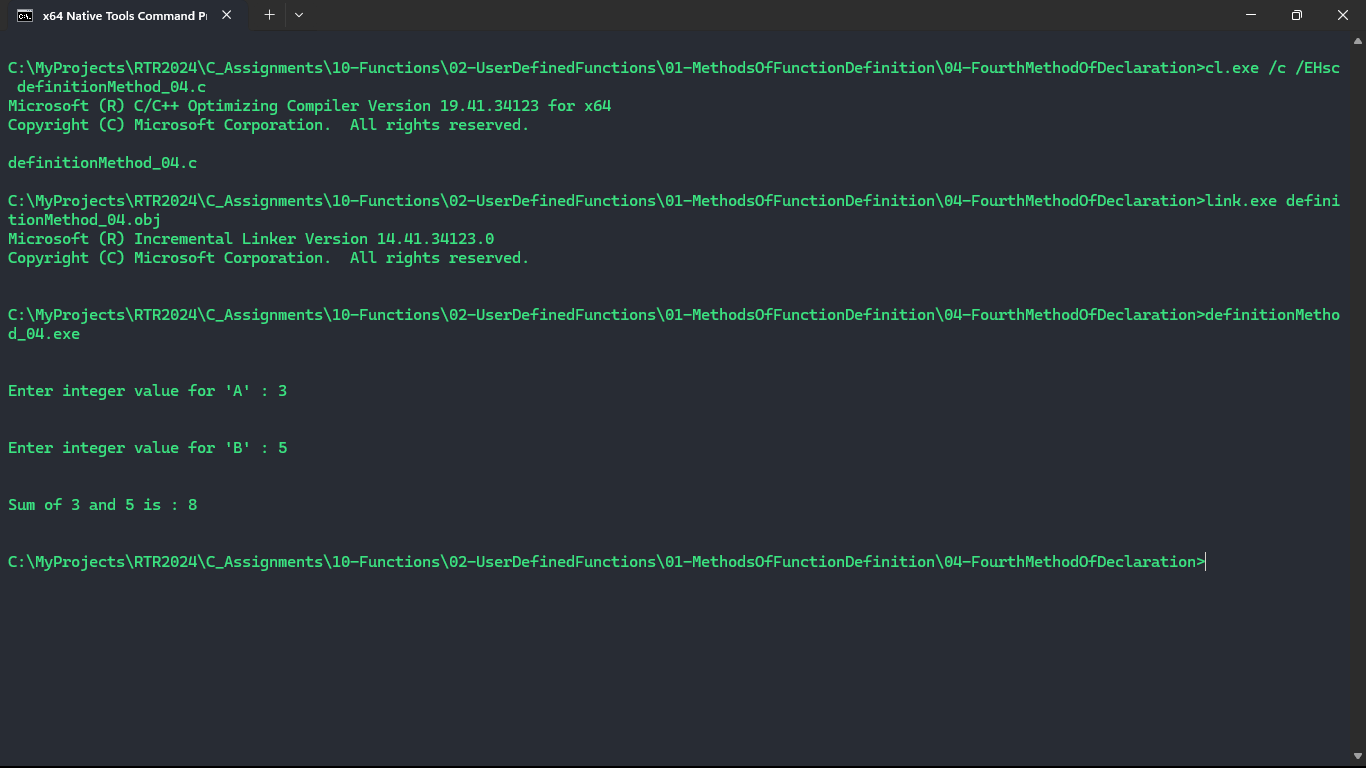 x64 Native Tools Command P
C:\MyProjects\RTR2024\C_Assignments\10-Functions\02-UserDefinedFunctions\01-MethodsOfFunctionDefinition\04-FourthMethodOfDeclaration>cl.exe /c /EHsc
definitionMethod_04.c
Microsoft (R) C/C++ Optimizing Compiler Version 19.41.34123 for x64
Copyright (C) Microsoft Corporation.  All rights reserved.
definitionMethod_04.c
C:\MyProjects\RTR2024\C_Assignments\10-Functions\02-UserDefinedFunctions\01-MethodsOfFunctionDefinition\04-FourthMethodOfDeclaration>link.exe defini
tionMethod_04.obj
Microsoft (R) Incremental Linker Version 14.41.34123.0
Copyright (C) Microsoft Corporation.  All rights reserved.
C:\MyProjects\RTR2024\C_Assignments\10-Functions\02-UserDefinedFunctions\01-MethodsOfFunctionDefinition\04-FourthMethodOfDeclaration>definitionMetho
d_04.exe
Enter integer value for 'A' : 3
Enter integer value for 'B' : 5
Sum of 3 and 5 is : 8
C:\MyProjects\RTR2024\C_Assignments\10-Functions\02-UserDefinedFunctions\01-MethodsOfFunctionDefinition\04-FourthMethodOfDeclaration>